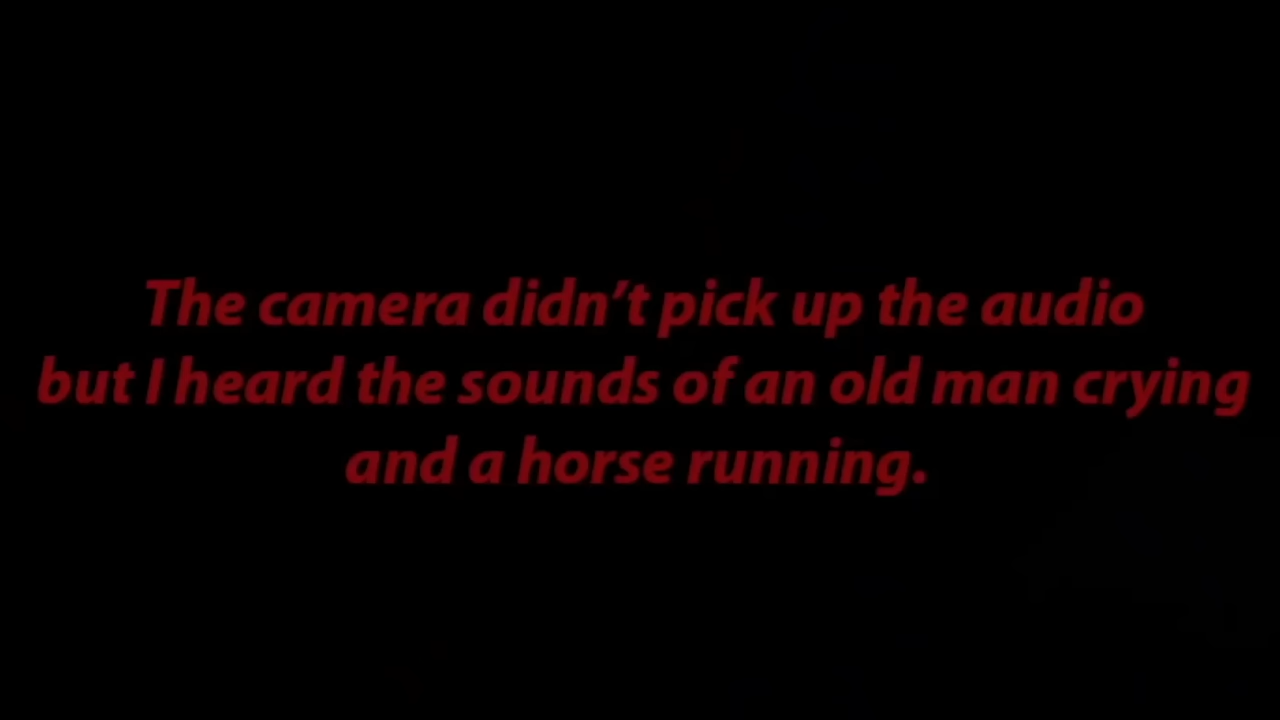 The camera didn’t pick up the audio
but I heard the sounds of an old man crying
and a horse running.